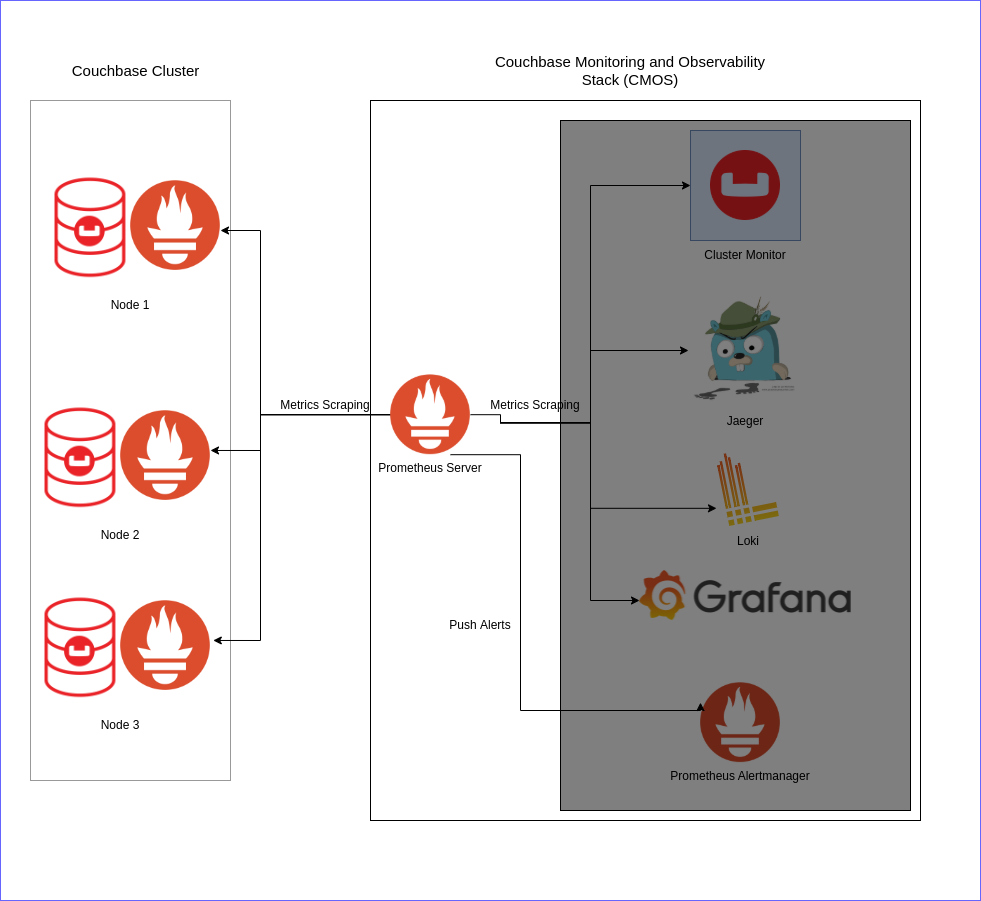 Couchbase Cluster
Couchbase Monitoring and Observability
Stack (CMOS)
Node 1
Node 2
Node 3
Metrics Scraping
Prometheus Server
Metrics Scraping
Push Alerts
Cluster Monitor
Jaeger
Loki
Grafana
Prometheus Alertmanager